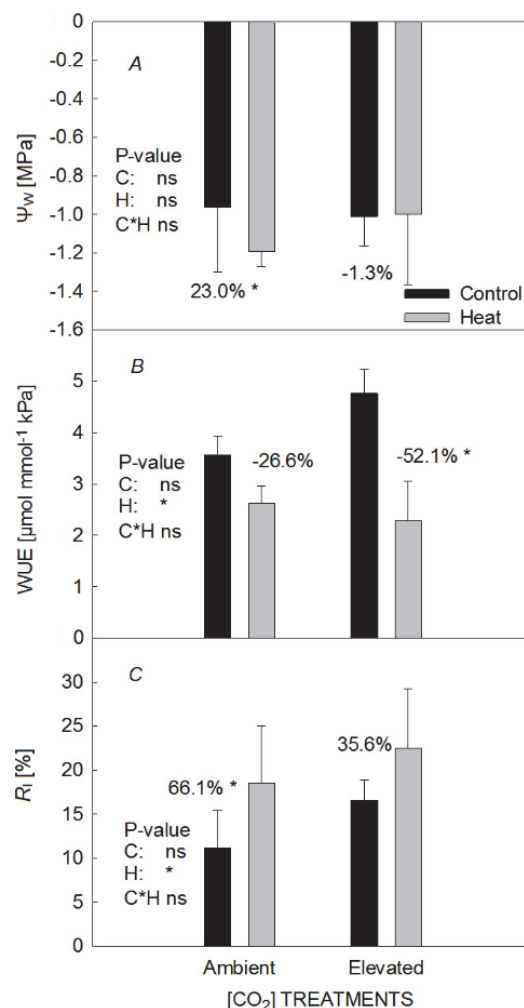 0
-0.2
-0.4
-0.6
-0.8
-1.0
-1.2
-1.4
-1.6
Ψw [MPa]
A
P-value
C: ns
H: ns
C*H ns
23.0% *
-1.3%
Control
Heat
5
4
3
2
1
0
WUE [µmol mmol-1 kPa]
B
P-value
C: ns
H: *
C*H ns
-26.6%
-52.1% *
30
25
20
15
10
5
0
RI [%]
C
P-value
C: ns
H: *
C*H ns
66.1% *
35.6%
Ambient Elevated
[CO2] TREATMENTS